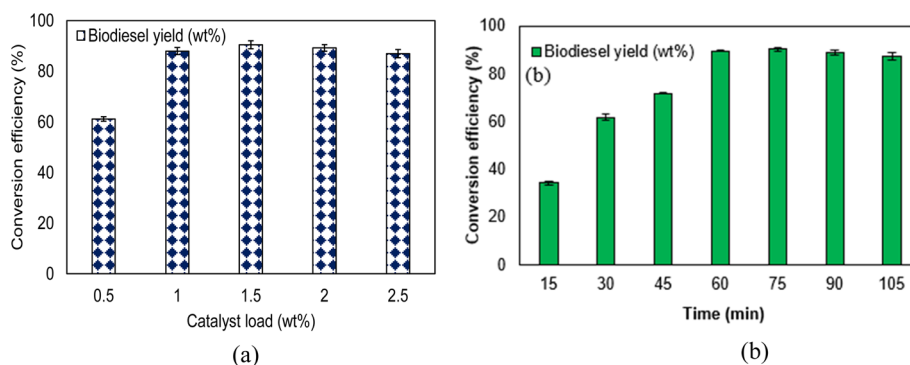 100
80
60
40
20
0
Conversion efficiency (%)
Biodiesel yield (wt%)
0.5 1 1.5 2 2.5
Catalyst load (wt%)
(a)
100
80
60
40
20
0
Conversion efficiency (%)
Biodiesel yield (wt%)
(b)
15 30 45 60 75 90 105
Time (min)
(b)